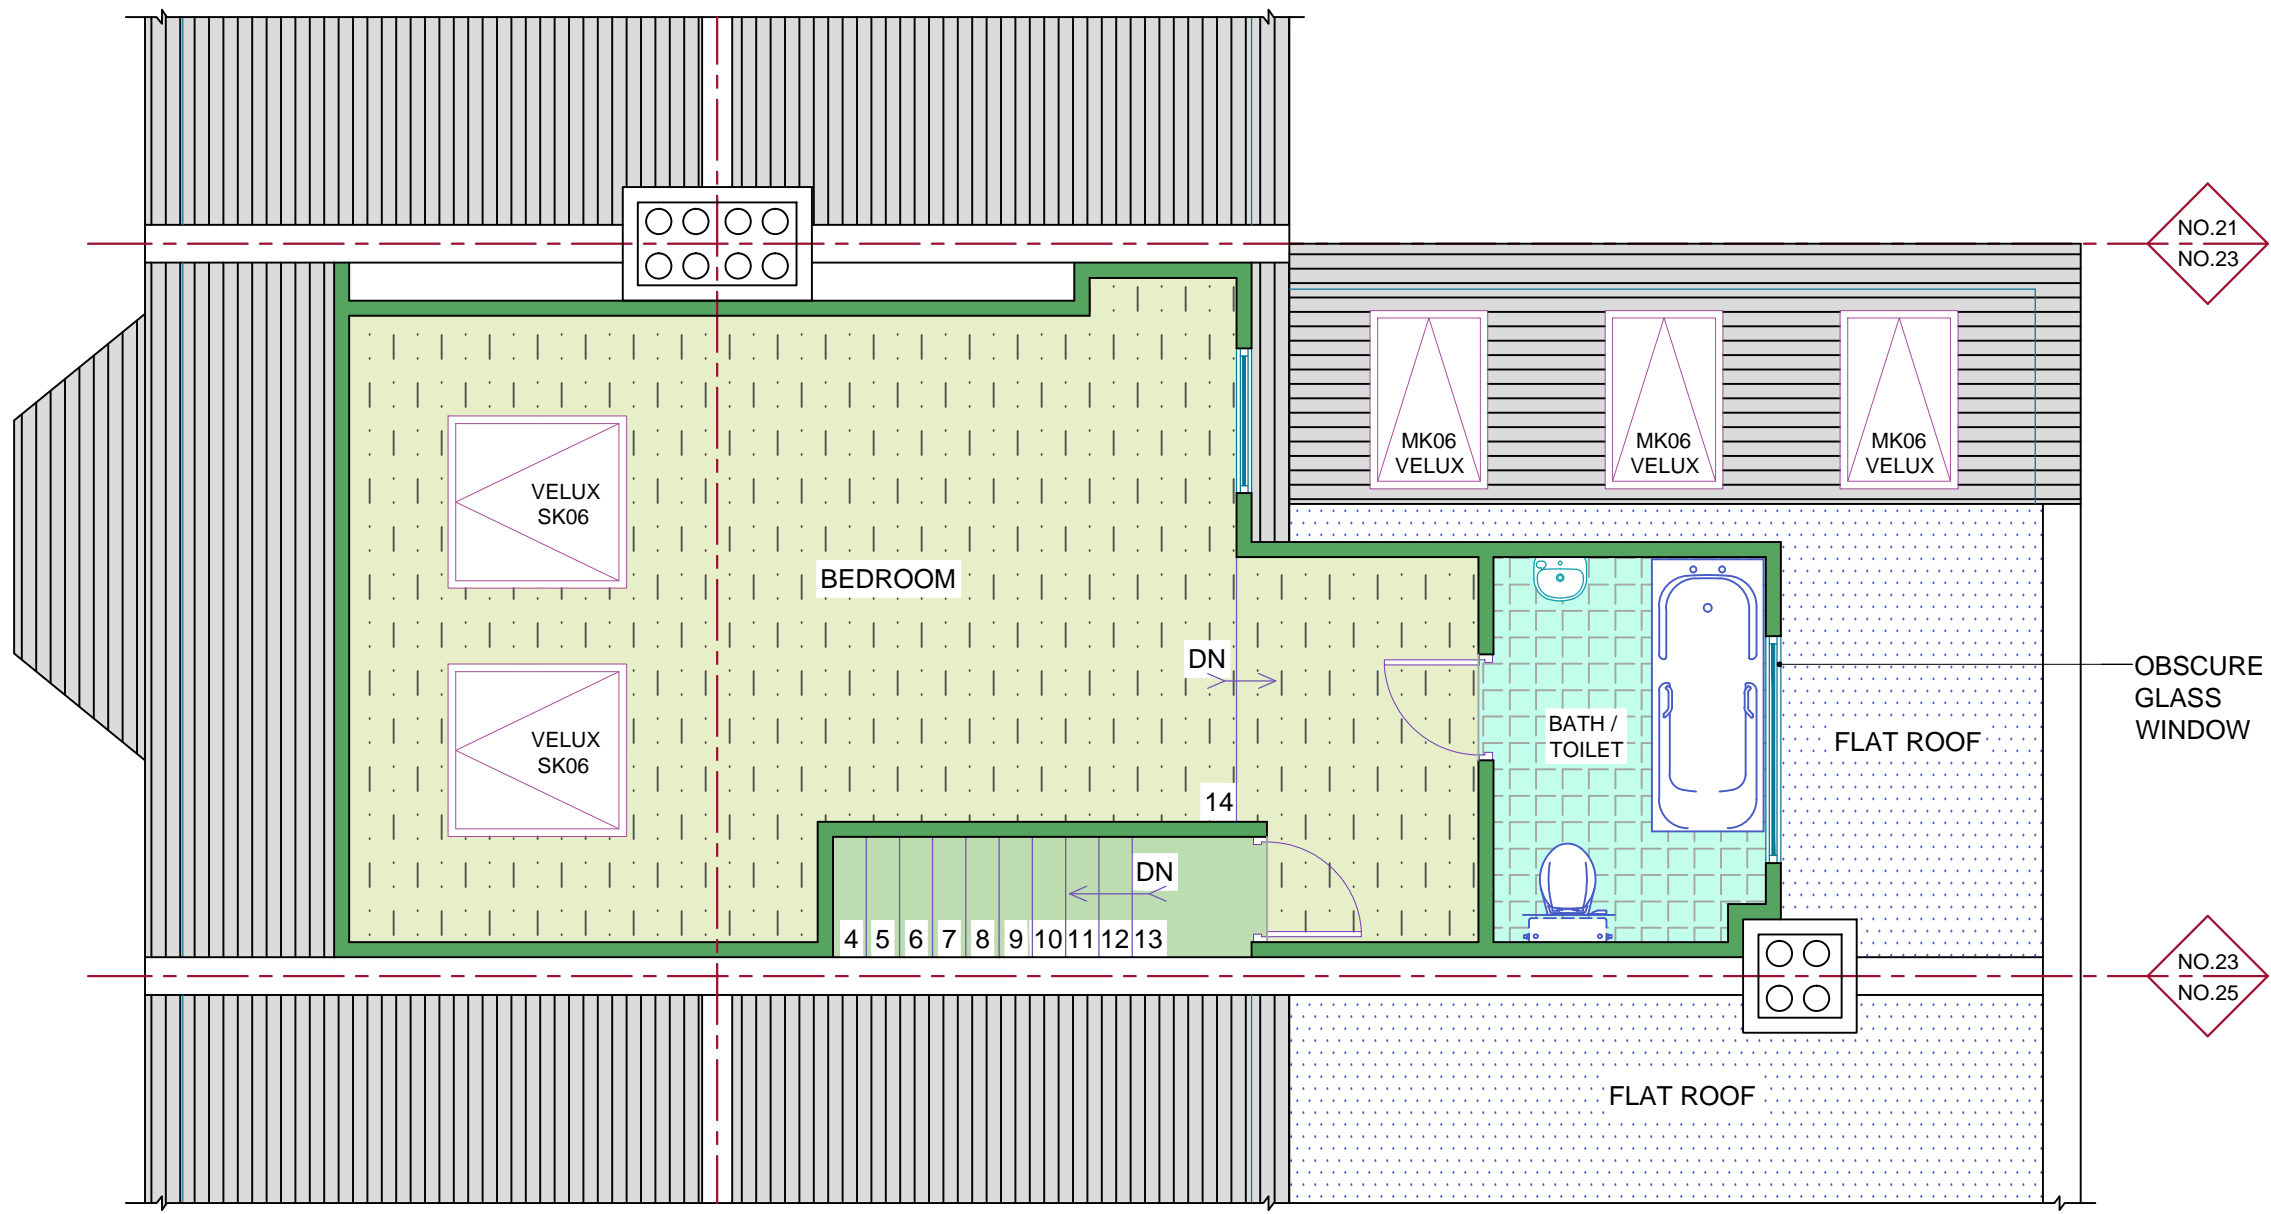 NO.21
NO.23
MK06
VELUX
MK06
VELUX
MK06
VELUX
VELUX
SK06
BEDROOM
DN
OBSCURE
GLASS
WINDOW
BATH /
TOILET
FLAT ROOF
VELUX
SK06
14
DN
4 5 6 7 8 9 10 11 12 13
NO.23
NO.25
FLAT ROOF